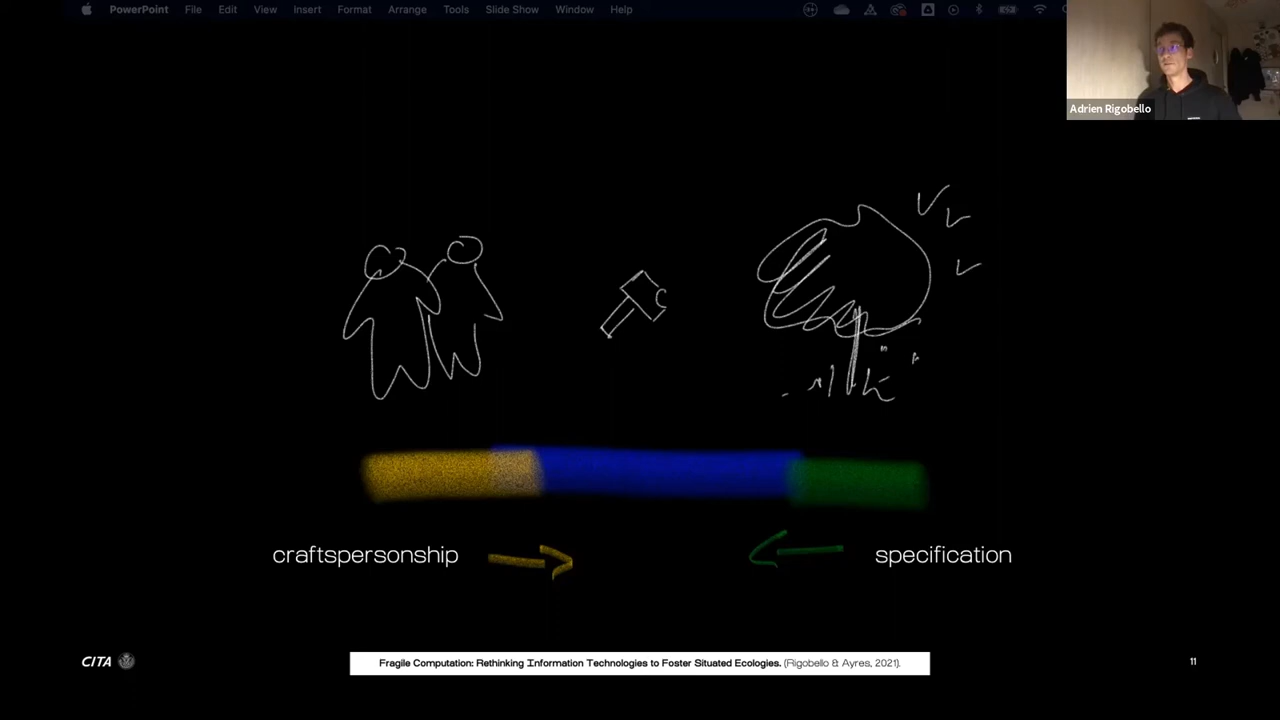 PowerPoint File Edit View Insert Format Arrange Tools Slide Show Window Help
Adrien Rigobello
craftspersonship
specification
CITA
Fragile Computation: Rethinking Information Technologies to Foster Situated Ecologies. (Rigobello & Ayres, 2021).
11